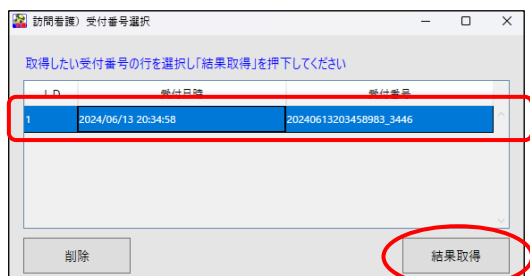 訪問看護）受付番号選択
取得したい受付番号の行を選択し「結果取得」を押下してください
I D 受付日時 受付番号
1 2024/06/13 20:34:58 20240613203458983_3446
削除 結果取得